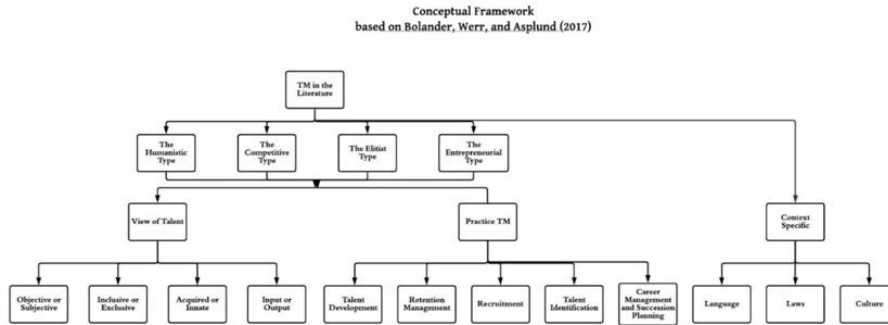 Conceptual Framework
based on Bolander, Werr, and Asplund (2017)
TM in the
Literature
The
Humanistic
Type
The
Competitive
Type
The Elitist
Type
The
Entrepreneurial
Type
View of Talent
Practice TM
Context
Specific
Objective or
Subjective
Inclusive or
Exclusive
Acquired or
Innate
Input or
Output
Talent
Development
Retention
Management
Recruitment
Talent
Identification
Career
Management
and Succession
Planning
Language
Laws
Culture